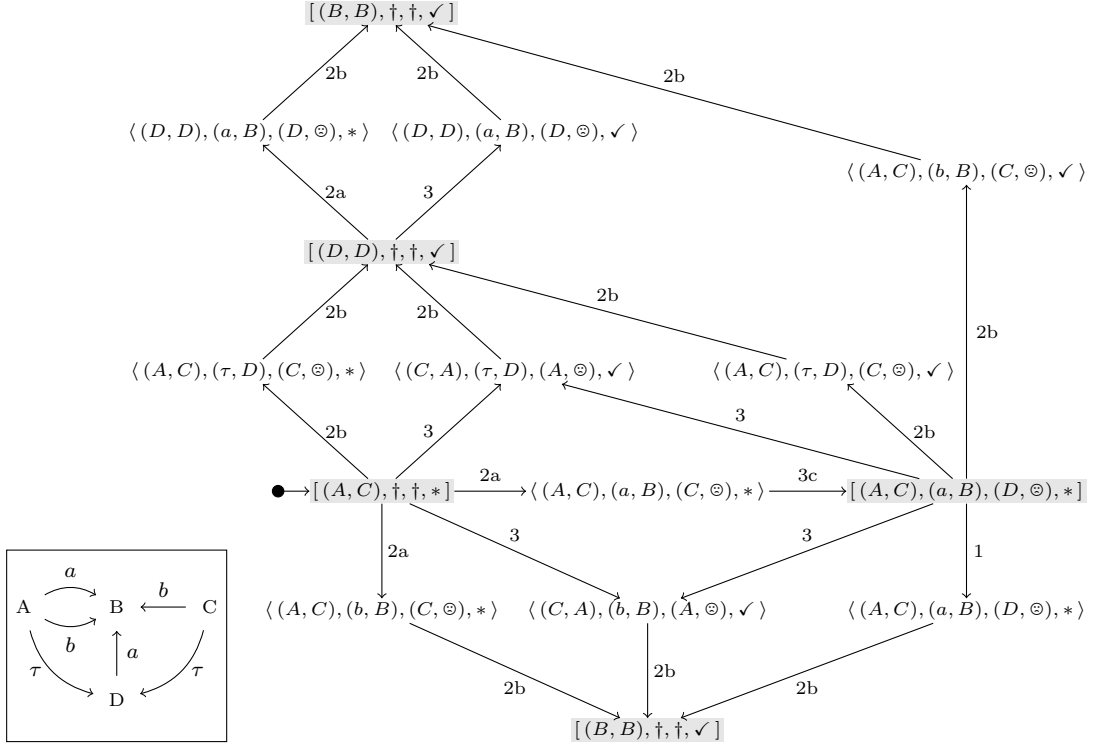 [ (B, B), †, †, ✓ ]
2b 2b 2b
⟨ (D, D), (a, B), (D, ☹), ∗ ⟩ ⟨ (D, D), (a, B), (D, ☹), ✓ ⟩
⟨ (A, C), (b, B), (C, ☹), ✓ ⟩
2a 3
[ (D, D), †, †, ✓ ]
2b 2b 2b 2b
⟨ (A, C), (τ, D), (C, ☹), ∗ ⟩ ⟨ (C, A), (τ, D), (A, ☹), ✓ ⟩ ⟨ (A, C), (τ, D), (C, ☹), ✓ ⟩
2b 3 3 2b
[ (A, C), †, †, ∗ ] 2a ⟨ (A, C), (a, B), (C, ☹), ∗ ⟩ 3c [ (A, C), (a, B), (D, ☹), ∗ ]
2a 3 3 1
⟨ (A, C), (b, B), (C, ☹), ∗ ⟩ ⟨ (C, A), (b, B), (A, ☹), ✓ ⟩ ⟨ (A, C), (a, B), (D, ☹), ∗ ⟩
2b 2b 2b
[ (B, B), †, †, ✓ ]
a b
A B C
b
τ a τ
D